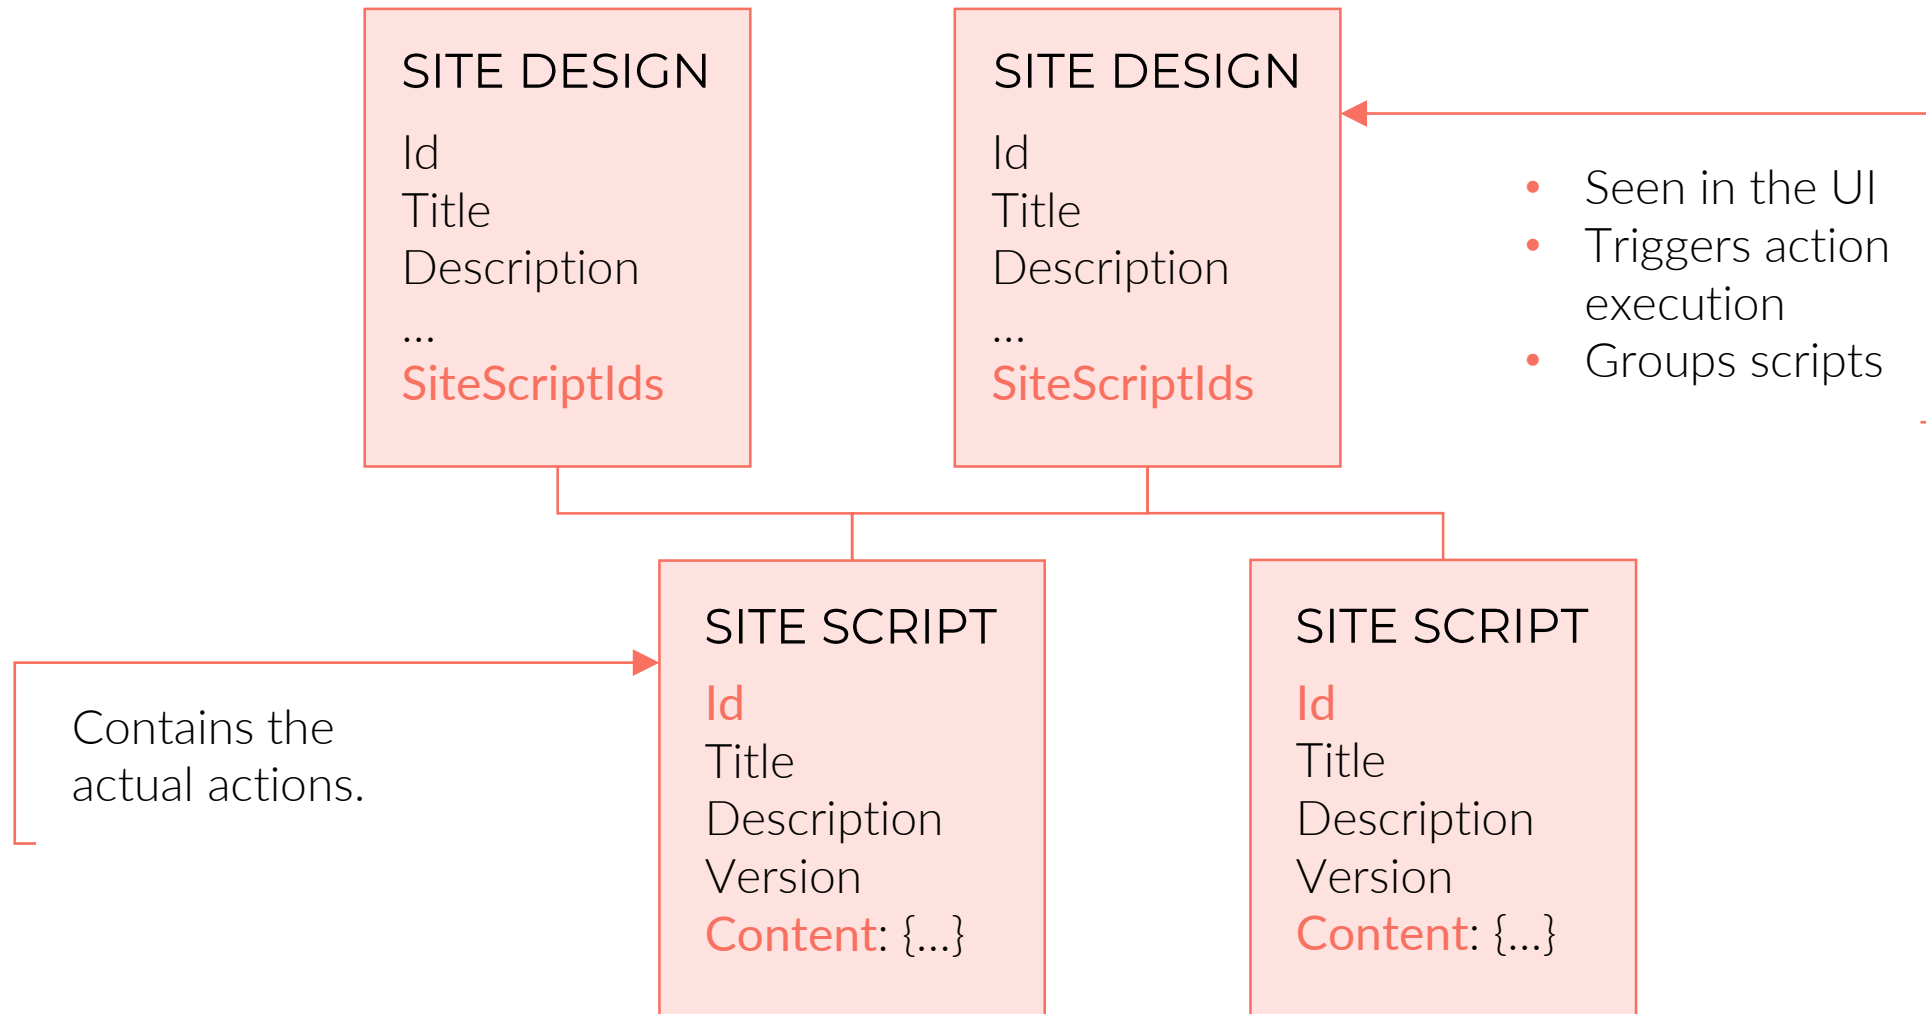 SITE DESIGN
Id
Title
Description
...
SiteScriptIds
SITE DESIGN
Id
Title
Description
...
SiteScriptIds
• Seen in the UI
• Triggers action
execution
• Groups scripts
Contains the
actual actions.
SITE SCRIPT
Id
Title
Description
Version
Content: {...}
SITE SCRIPT
Id
Title
Description
Version
Content: {...}